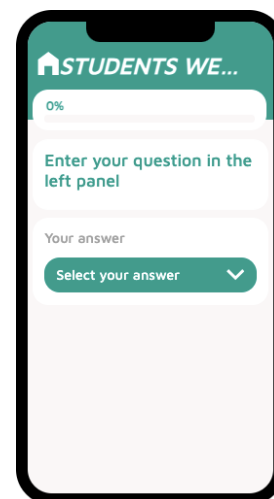 STUDENTS WE...
0%
Enter your question in the
left panel
Your answer
Select your answer